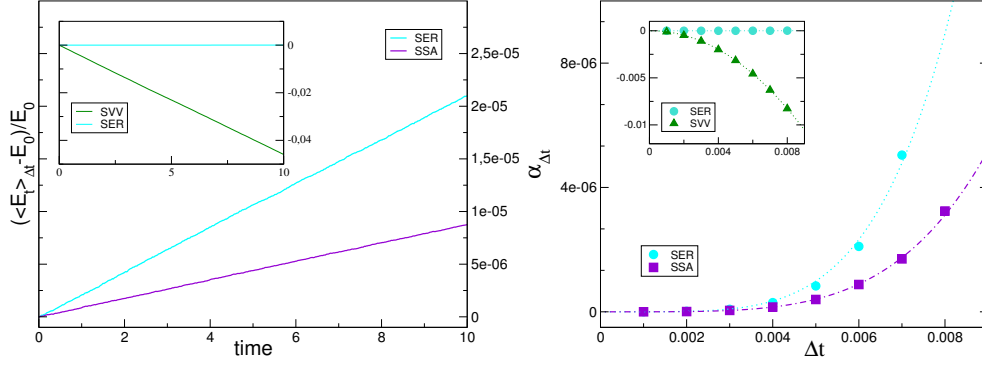 (<E_t>_Δt-E_0)/E_0
SER
SSA
2,5e-05
2e-05
1,5e-05
1e-05
5e-06
0
0 2 4 6 8 10
time
SVV
SER
0
-0,02
-0,04
0 5 10
α_Δt
8e-06
4e-06
0
SER
SSA
0.002 0.004 0.006 0.008
Δt
0
-0.005
-0.01
SER
SVV
0.004 0.008